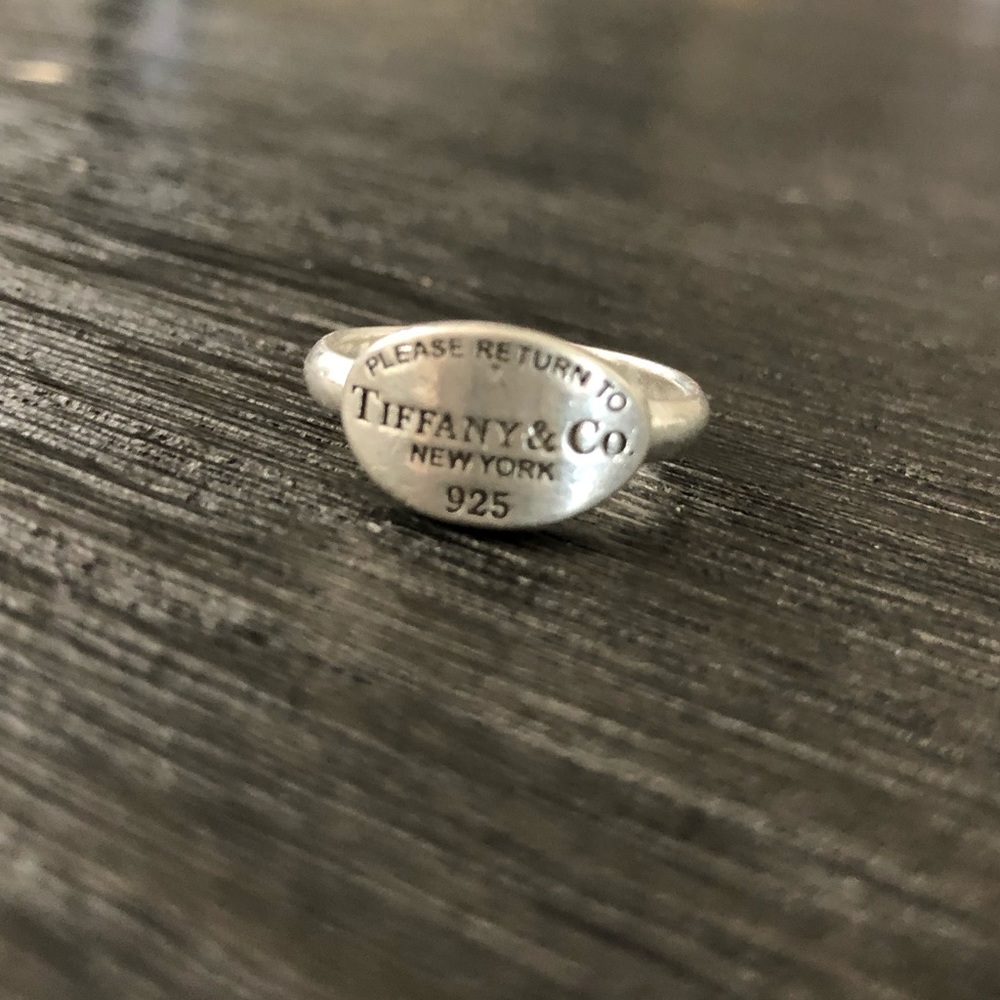 PLEASE RETURN TO
TIFFANY & CO.
NEW YORK
925